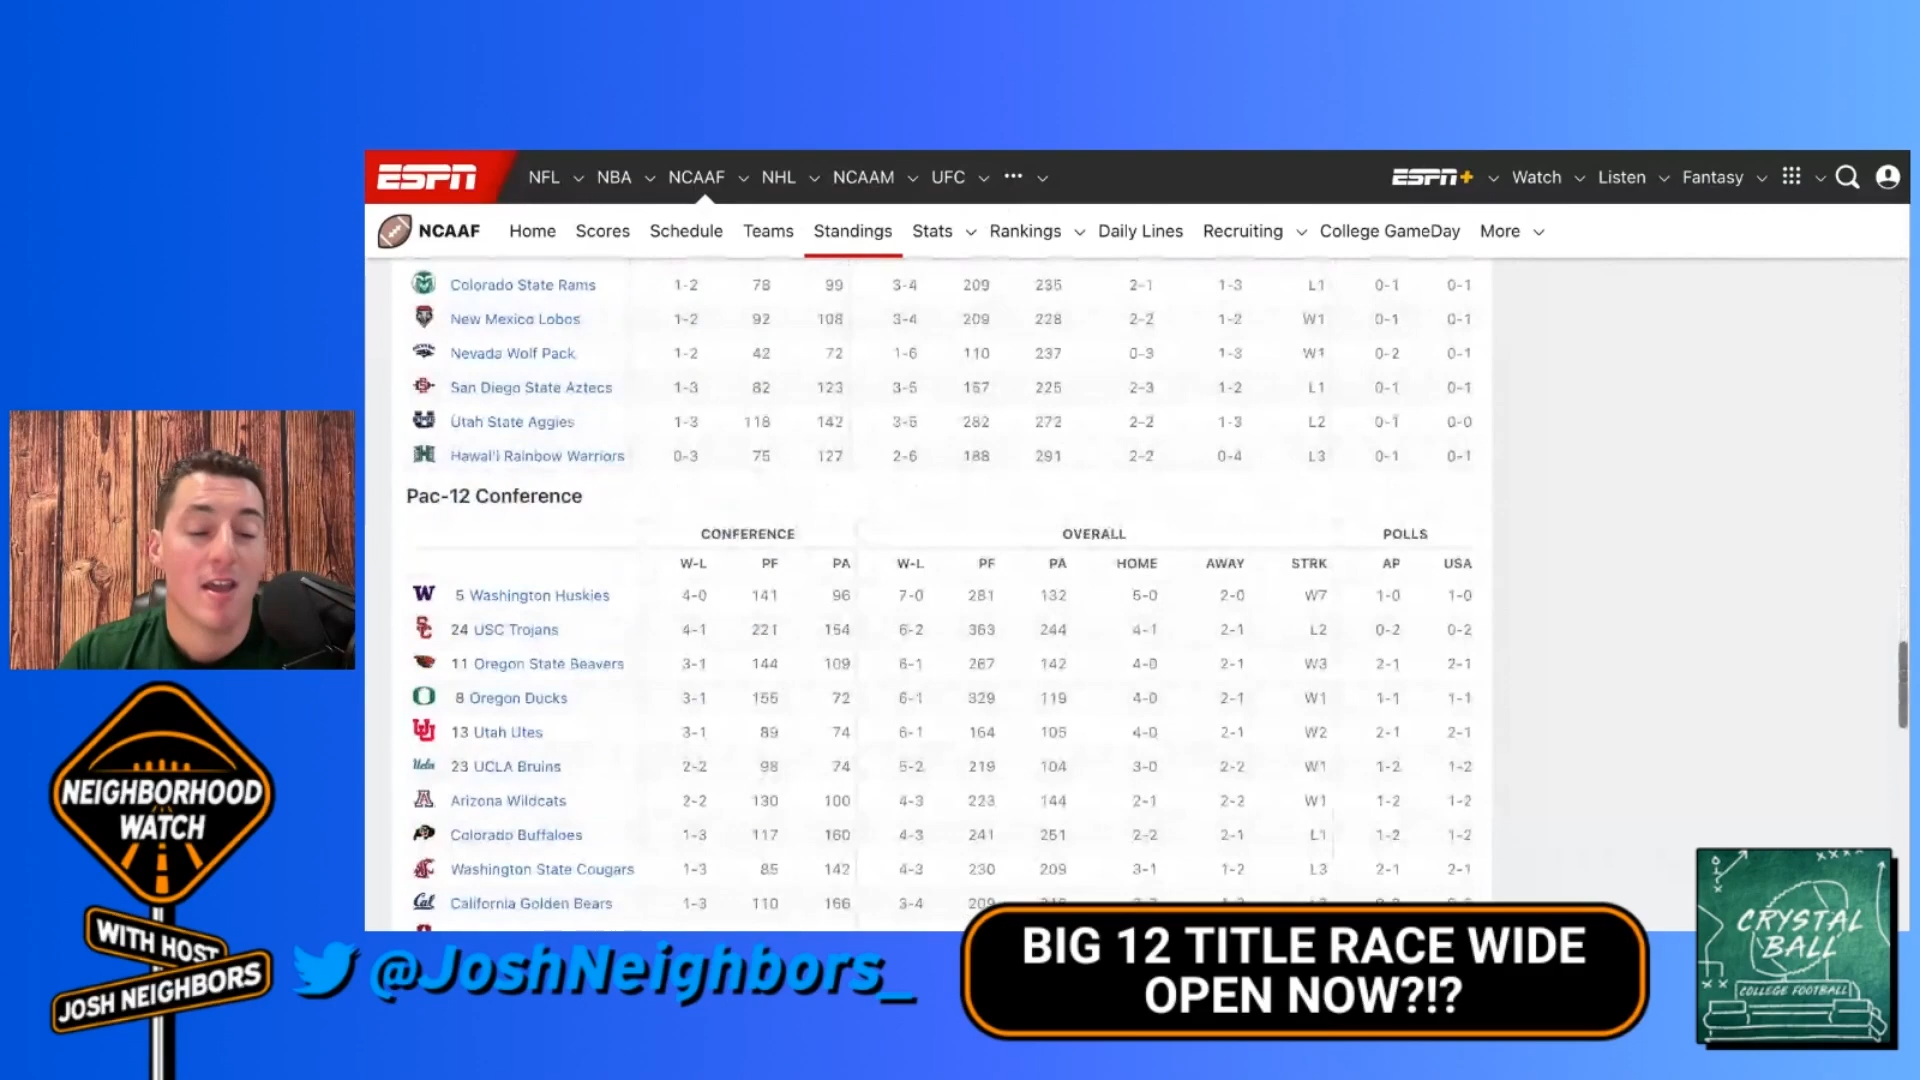 ESPN NFL NBA NCAAF NHL NCAAM UFC ••• ESPN+ Watch Listen Fantasy
NCAAF Home Scores Schedule Teams Standings Stats Rankings Daily Lines Recruiting College GameDay More
Colorado State Rams 1-2 78 99 3-4 209 235 2-1 1-3 L1 0-1 0-1
New Mexico Lobos 1-2 92 108 3-4 209 228 2-2 1-2 W1 0-1 0-1
Nevada Wolf Pack 1-2 42 72 1-6 110 237 0-3 1-3 W1 0-2 0-1
San Diego State Aztecs 1-3 82 123 3-5 157 225 2-3 1-2 L1 0-1 0-1
Utah State Aggies 1-3 118 142 3-5 282 272 2-2 1-3 L2 0-1 0-0
Hawai'i Rainbow Warriors 0-3 75 127 2-6 188 291 2-2 0-4 L3 0-1 0-1
Pac-12 Conference
CONFERENCE OVERALL POLLS
W-L PF PA W-L PF PA HOME AWAY STRK AP USA
W 5 Washington Huskies 4-0 141 96 7-0 281 132 5-0 2-0 W7 1-0 1-0
SC 24 USC Trojans 4-1 221 154 6-2 363 244 4-1 2-1 L2 0-2 0-2
11 Oregon State Beavers 3-1 144 109 6-1 267 142 4-0 2-1 W3 2-1 2-1
8 Oregon Ducks 3-1 155 72 6-1 329 119 4-0 2-1 W1 1-1 1-1
13 Utah Utes 3-1 89 74 6-1 164 105 4-0 2-1 W2 2-1 2-1
Ucla 23 UCLA Bruins 2-2 98 74 5-2 219 104 3-0 2-2 W1 1-2 1-2
Arizona Wildcats 2-2 130 100 4-3 223 144 2-1 2-2 W1 1-2 1-2
Colorado Buffaloes 1-3 117 160 4-3 241 251 2-2 2-1 L1 1-2 1-2
Washington State Cougars 1-3 85 142 4-3 230 209 3-1 1-2 L3 2-1 2-1
Cal California Golden Bears 1-3 110 166 3-4 209
NEIGHBORHOOD
WATCH
WITH HOST
JOSH NEIGHBORS
@JoshNeighbors_
BIG 12 TITLE RACE WIDE
OPEN NOW?!?
CRYSTAL
BALL
COLLEGE FOOTBALL